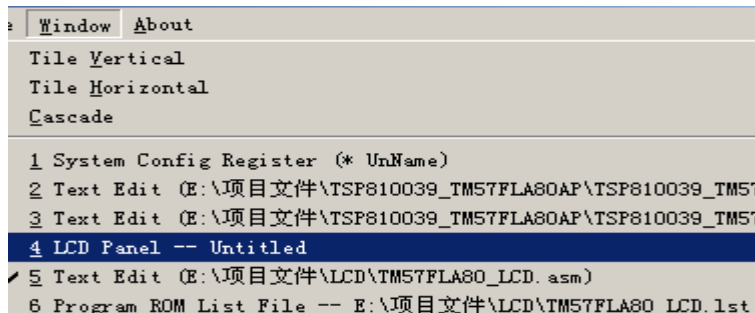 Window About
Tile Vertical
Tile Horizontal
Cascade
1 System Config Register (* UnName)
2 Text Edit (E:\项目文件\TSP810039_TM57FLA80AP\TSP810039_TM57
3 Text Edit (E:\项目文件\TSP810039_TM57FLA80AP\TSP810039_TM57
4 LCD Panel -- Untitled
5 Text Edit (E:\项目文件\LCD\TM57FLA80_LCD.asm)
6 Program ROM List File -- E:\项目文件\LCD\TM57FLA80_LCD.lst